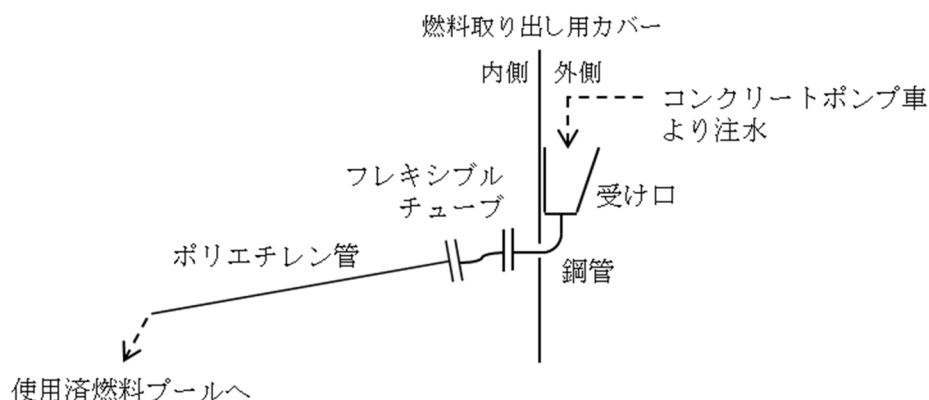 燃料取り出し用カバー
内側
外側
コンクリートポンプ車
より注水
フレキシブル
チューブ
受け口
ポリエチレン管
鋼管
使用済燃料プールへ